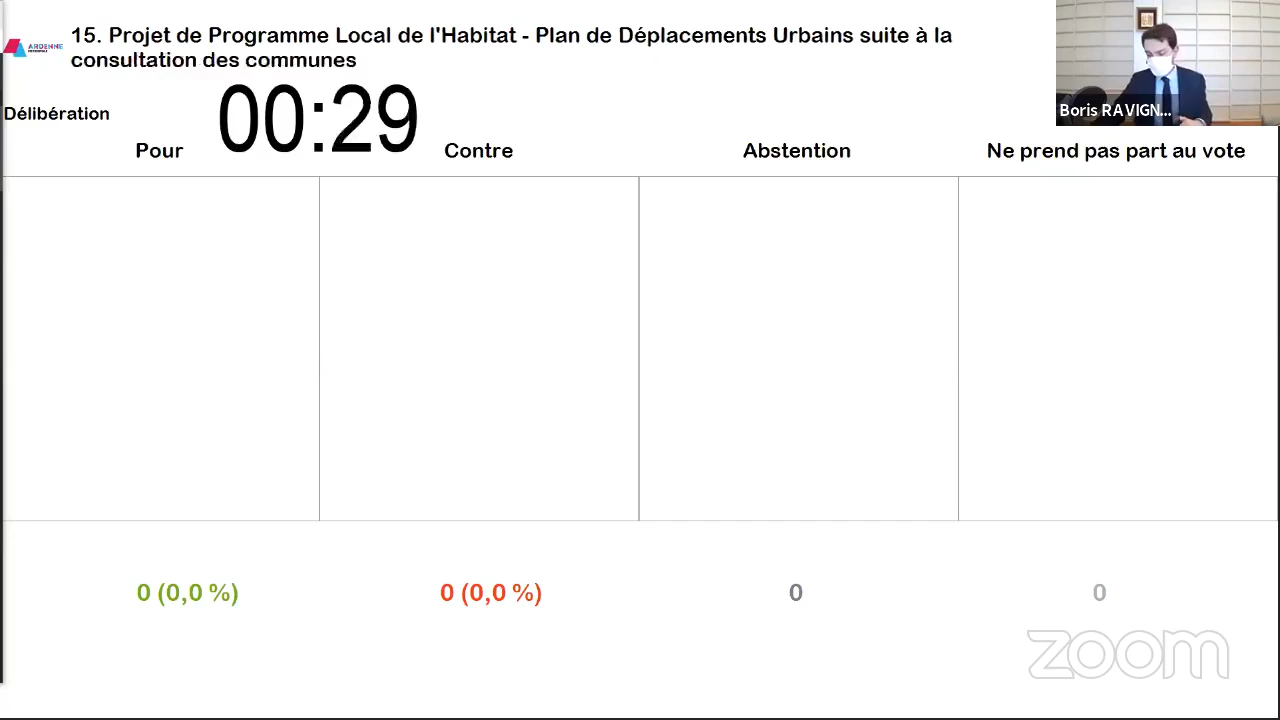 15. Projet de Programme Local de l'Habitat - Plan de Déplacements Urbains suite à la
consultation des communes
ARDENNE
Délibération
00:29
Boris RAVIGN...
Pour
Contre
Abstention
Ne prend pas part au vote
0 (0,0 %)
0 (0,0 %)
0
0
zoom